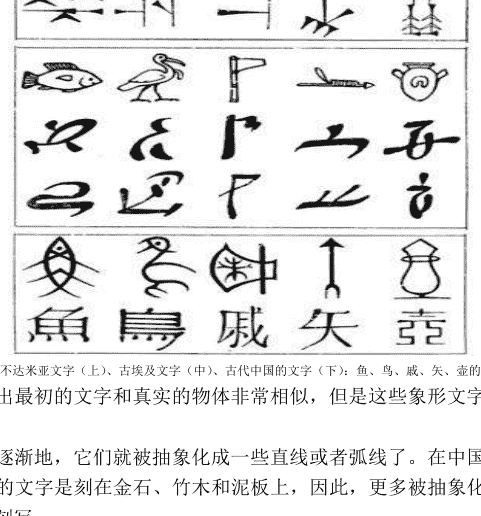 魚 鳥 戚 矢 壺
不达米亚文字（上）、古埃及文字（中）、古代中国的文字（下）：鱼、鸟、戚、矢、壶的
出最初的文字和真实的物体非常相似，但是这些象形文字
逐渐地，它们就被抽象化成一些直线或者弧线了。在中国
的文字是刻在金石、竹木和泥板上，因此，更多被抽象化